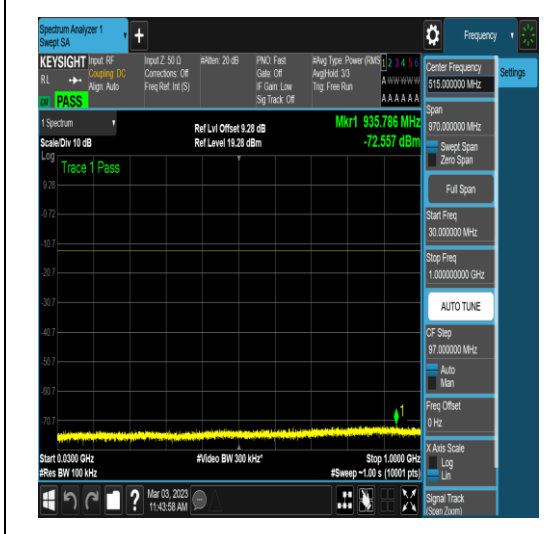 Spectrum Analyzer 1
Swept SA
+
Frequency
Settings
KEYSIGHT
RL
PASS
Input: RF
Coupling: DC
Align: Auto
Input Z: 50 Ω
Corrections: Off
Freq Ref: Int (S)
#Atten: 20 dB
PNO: Fast
Gate: Off
IF Gain: Low
Sig Track: Off
#Avg Type: Power (RMS
Avg|Hold: 3/3
Trig: Free Run
1 2 3 4 5 6
A W W W W W
A A A A A A
1 Spectrum
Scale/Div 10 dB
Ref Lvl Offset 9.28 dB
Ref Level 19.28 dBm
Mkr1 935.786 MHz
-72.557 dBm
Log
Trace 1 Pass
9.28
-0.72
-10.7
-20.7
-30.7
-40.7
-50.7
-60.7
-70.7
1
Start 0.0300 GHz
#Res BW 100 kHz
#Video BW 300 kHz*
Stop 1.0000 GHz
#Sweep ~1.00 s (10001 pts)
Mar 03, 2023
11:43:58 AM
?
Center Frequency
515.000000 MHz
Span
970.000000 MHz
Swept Span
Zero Span
Full Span
Start Freq
30.000000 MHz
Stop Freq
1.000000000 GHz
AUTO TUNE
CF Step
97.000000 MHz
Auto
Man
Freq Offset
0 Hz
X Axis Scale
Log
Lin
Signal Track
(Span Zoom)